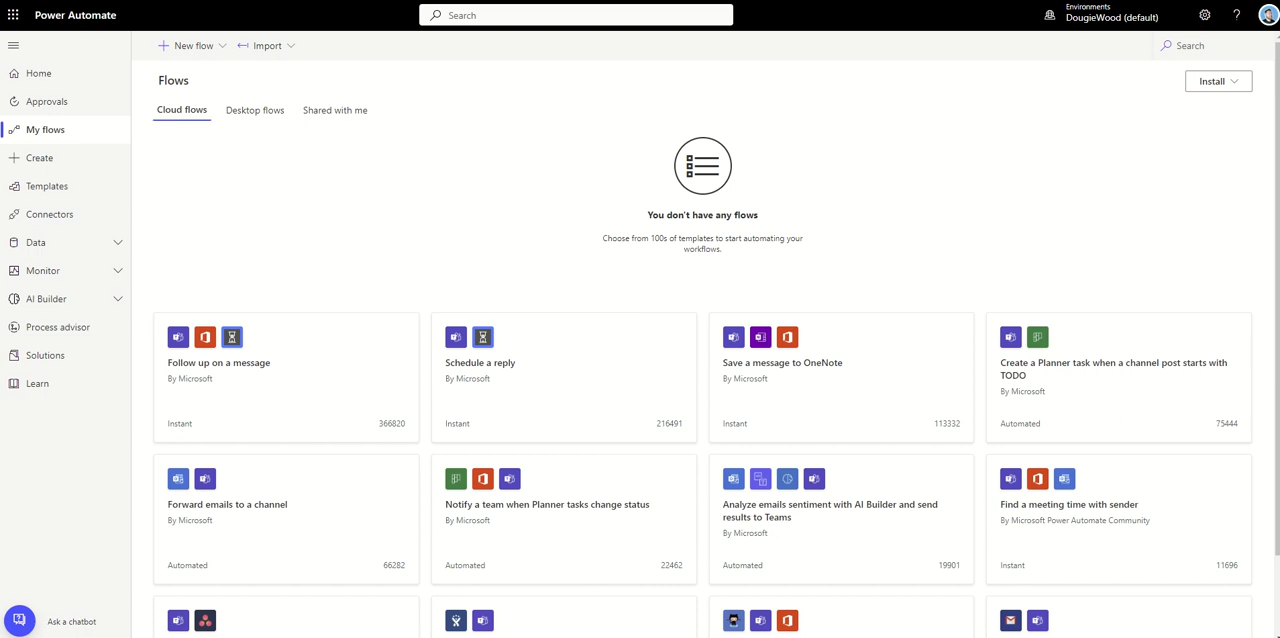 Power Automate
Search
Environments
DougieWood (default)
?
New flow
Import
Search
Home
Approvals
My flows
Create
Templates
Connectors
Data
Monitor
AI Builder
Process advisor
Solutions
Learn
Ask a chatbot
Flows
Install
Cloud flows
Desktop flows
Shared with me
You don't have any flows
Choose from 100s of templates to start automating your
workflows.
Follow up on a message
By Microsoft
Instant
366820
Schedule a reply
By Microsoft
Instant
216491
Save a message to OneNote
By Microsoft
Instant
113332
Create a Planner task when a channel post starts with
TODO
By Microsoft
Automated
75444
Forward emails to a channel
By Microsoft
Automated
66282
Notify a team when Planner tasks change status
By Microsoft
Automated
22462
Analyze emails sentiment with AI Builder and send
results to Teams
By Microsoft
Automated
19901
Find a meeting time with sender
By Microsoft Power Automate Community
Instant
11696